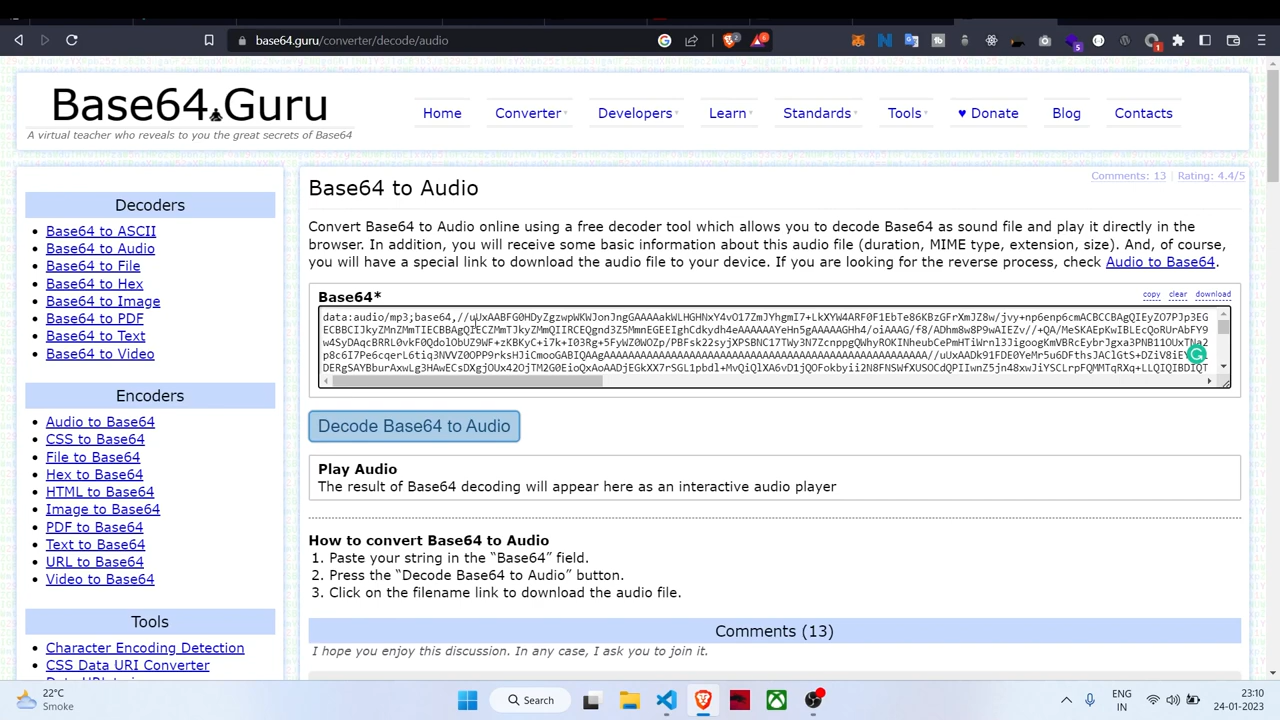 base64.guru/converter/decode/audio
2
6
5
1
Base64.Guru
A virtual teacher who reveals to you the great secrets of Base64
Home
Converter
Developers
Learn
Standards
Tools
♥ Donate
Blog
Contacts
Decoders
Base64 to ASCII
Base64 to Audio
Base64 to File
Base64 to Hex
Base64 to Image
Base64 to PDF
Base64 to Text
Base64 to Video
Encoders
Audio to Base64
CSS to Base64
File to Base64
Hex to Base64
HTML to Base64
Image to Base64
PDF to Base64
Text to Base64
URL to Base64
Video to Base64
Tools
Character Encoding Detection
CSS Data URI Converter
Comments: 13 | Rating: 4.4/5
Base64 to Audio
Convert Base64 to Audio online using a free decoder tool which allows you to decode Base64 as sound file and play it directly in the
browser. In addition, you will receive some basic information about this audio file (duration, MIME type, extension, size). And, of course,
you will have a special link to download the audio file to your device. If you are looking for the reverse process, check Audio to Base64.
Base64*
copy clear download
data:audio/mp3;base64,
Decode Base64 to Audio
Play Audio
The result of Base64 decoding will appear here as an interactive audio player
How to convert Base64 to Audio
1. Paste your string in the “Base64” field.
2. Press the “Decode Base64 to Audio” button.
3. Click on the filename link to download the audio file.
Comments (13)
I hope you enjoy this discussion. In any case, I ask you to join it.
22°C
Smoke
Search
ENG
IN
23:10
24-01-2023